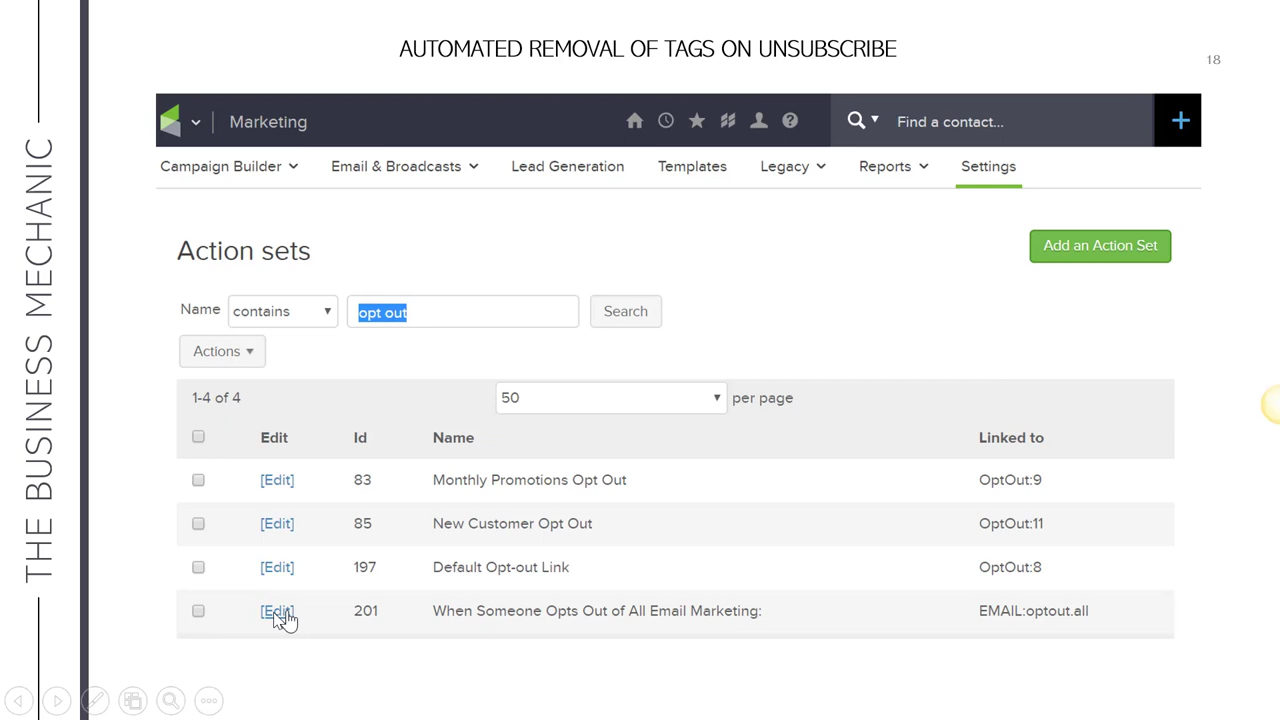 AUTOMATED REMOVAL OF TAGS ON UNSUBSCRIBE
18
THE BUSINESS MECHANIC
Marketing
Find a contact...
Campaign Builder
Email & Broadcasts
Lead Generation
Templates
Legacy
Reports
Settings
Action sets
Add an Action Set
Name
contains
opt out
Search
Actions
1-4 of 4
50
per page
Edit Id Name Linked to
[Edit] 83 Monthly Promotions Opt Out OptOut:9
[Edit] 85 New Customer Opt Out OptOut:11
[Edit] 197 Default Opt-out Link OptOut:8
[Edit] 201 When Someone Opts Out of All Email Marketing: EMAIL:optout.all